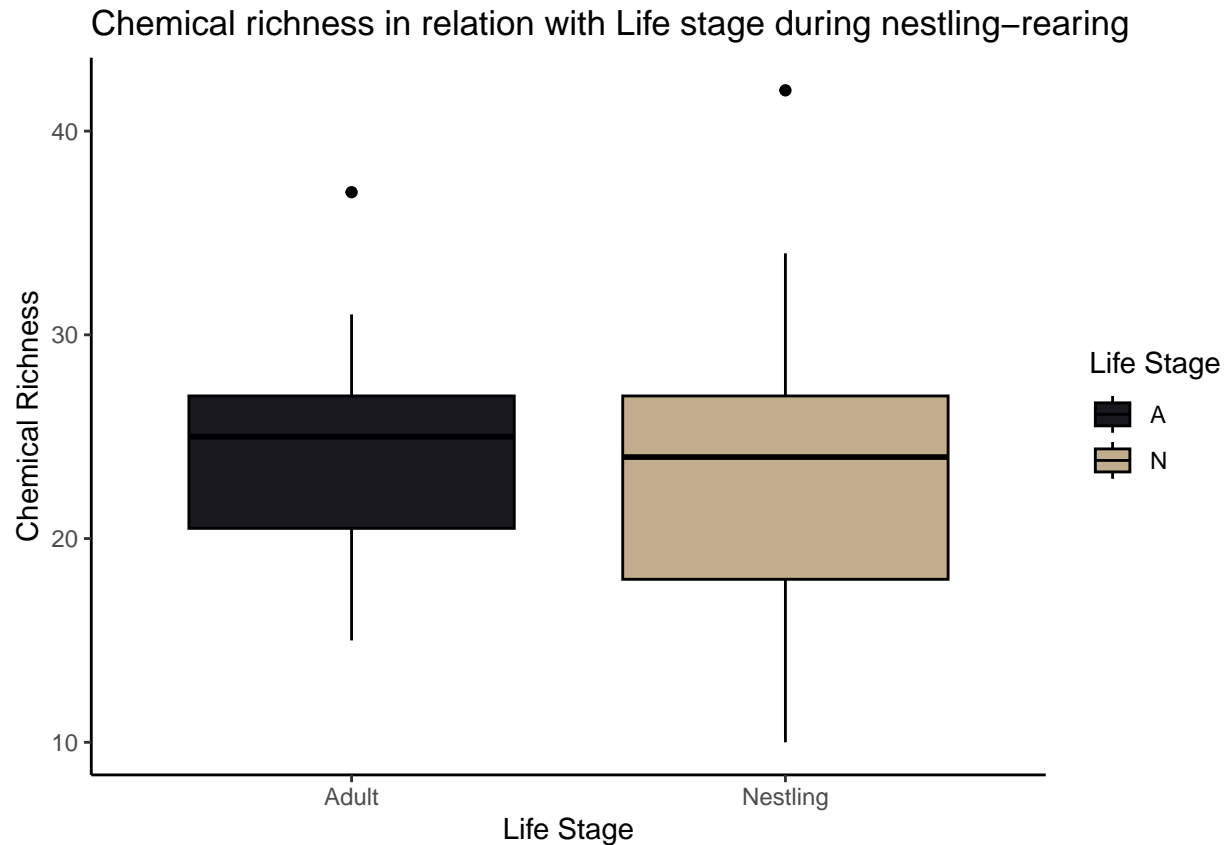 Chemical richness in relation with Life stage during nestling−rearing
Chemical Richness
40
30
20
10
Adult
Nestling
Life Stage
Life Stage
A
N